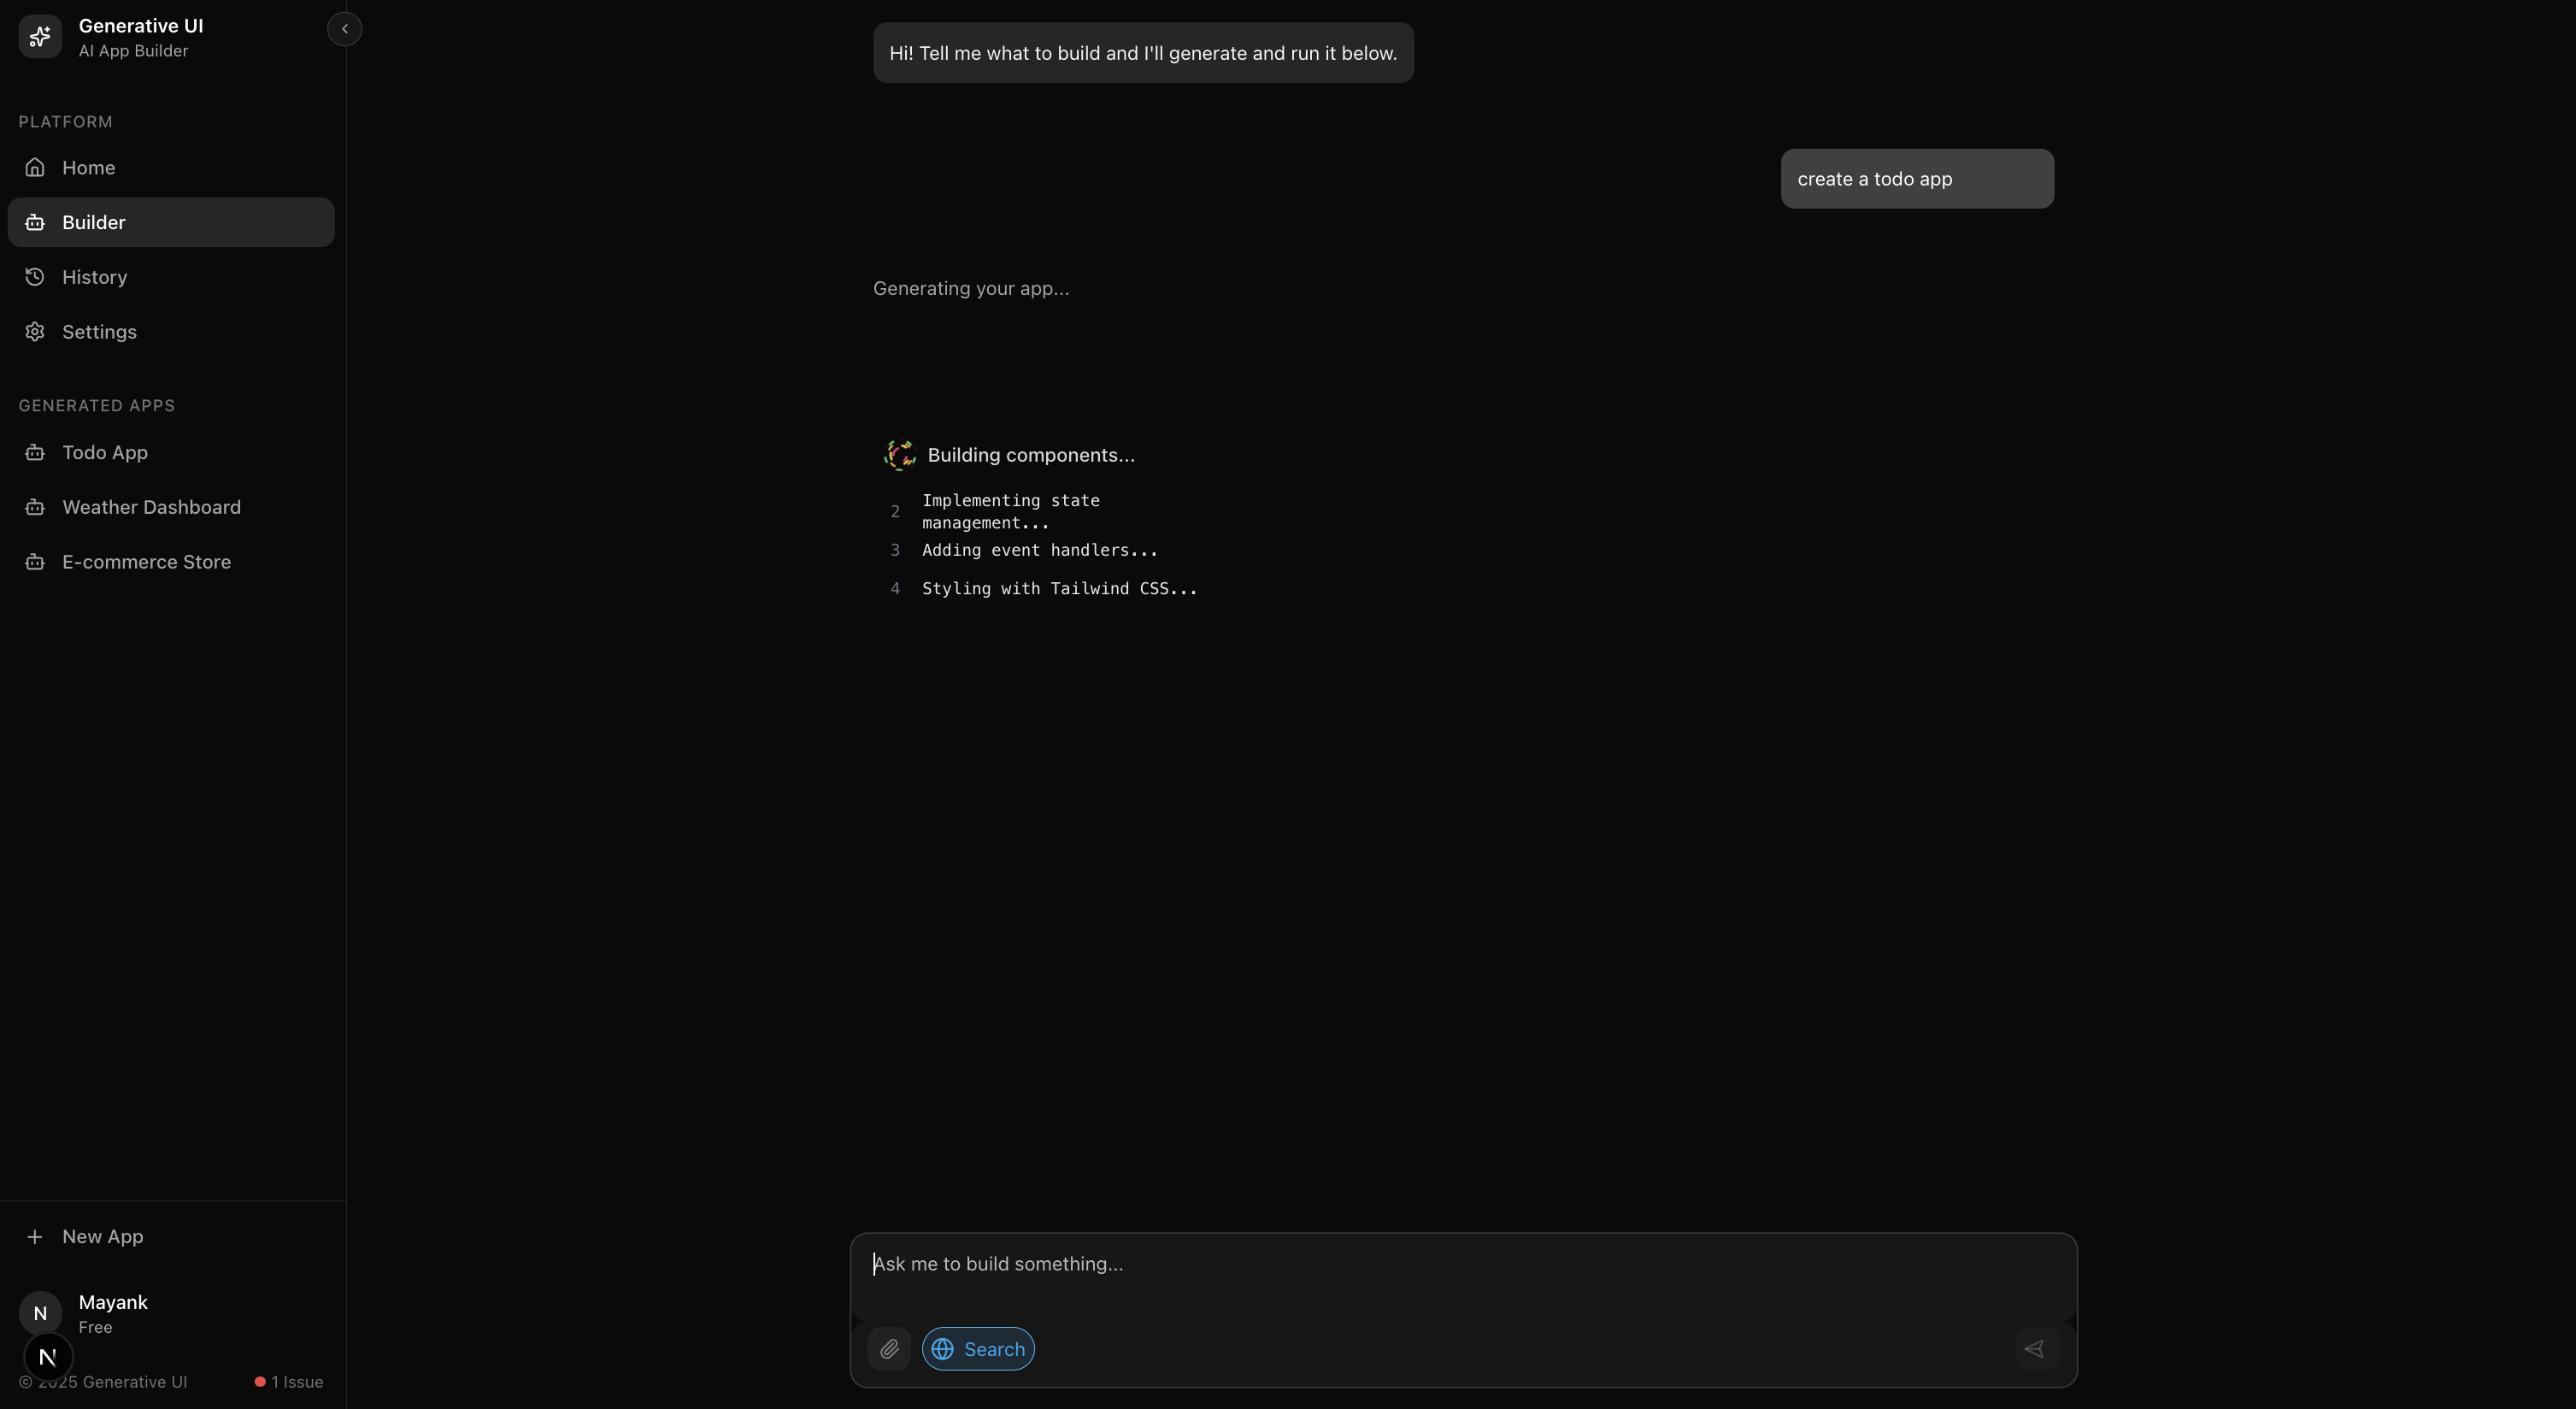 Generative UI
AI App Builder
PLATFORM
Home
Builder
History
Settings
GENERATED APPS
Todo App
Weather Dashboard
E-commerce Store
New App
N
Mayank
Free
N
© 2025 Generative UI
1 Issue
Hi! Tell me what to build and I'll generate and run it below.
create a todo app
Generating your app...
Building components...
2 Implementing state
management...
3 Adding event handlers...
4 Styling with Tailwind CSS...
Ask me to build something...
Search